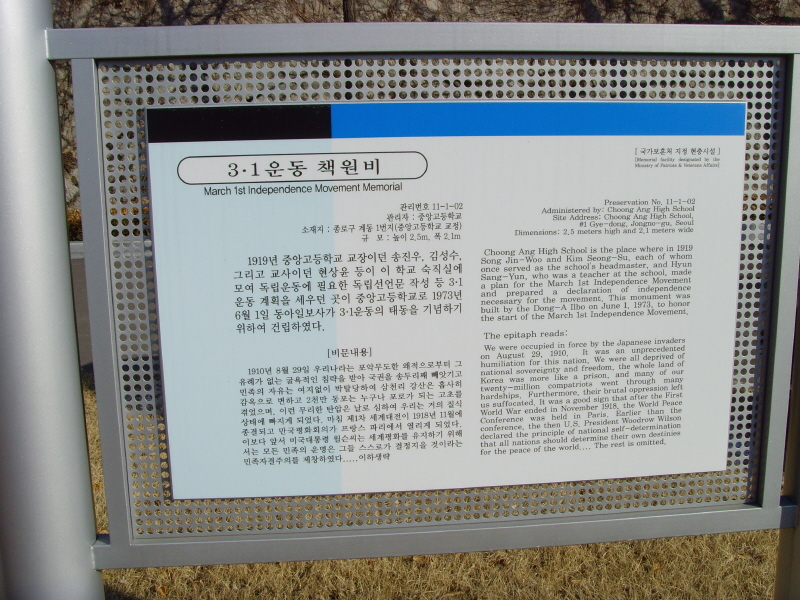 3·1운동 책원비
March 1st Independence Movement Memorial
[ 국가보훈처 지정 현충시설 ]
[Memorial facility designated by the
Ministry of Patriots & Veterans Affairs]
관리번호 11-1-02
관리자 : 중앙고등학교
소재지 : 종로구 계동 1번지(중앙고등학교 교정)
규 모 : 높이 2.5m, 폭 2.1m
1919년 중앙고등학교 교장이던 송진우, 김성수,
그리고 교사이던 현상윤 등이 이 학교 숙직실에
모여 독립운동에 필요한 독립선언문 작성 등 3·1
운동 계획을 세우던 곳이 중앙고등학교로 1973년
6월 1일 동아일보사가 3·1운동의 태동을 기념하기
위하여 건립하였다.
[비문내용]
1910년 8월 29일 우리나라는 포악무도한 왜적으로부터 그
유례가 없는 굴욕적인 침략을 받아 국권을 송두리째 빼앗기고
민족의 자유는 여지없이 박탈당하여 삼천리 강산은 흡사히
감옥으로 변하고 2천만 동포는 누구나 포로가 되는 고초를
겪었으며, 이런 무리한 탄압은 날로 심하여 우리는 거의 질식
상태에 빠지게 되었다. 마침 제1차 세계대전이 1918년 11월에
종결되고 만국평화회의가 프랑스 파리에서 열리게 되었다.
이보다 앞서 미국대통령 윌슨씨는 세계평화를 유지하기 위해
서는 모든 민족의 운명은 그들 스스로가 결정지을 것이라는
민족자결주의를 제창하였다.....이하생략
Preservation No. 11-1-02
Administered by: Choong Ang High School
Site Address: Choong Ang High School,
#1 Gye-dong, Jongno-gu, Seoul
Dimensions: 2.5 meters high and 2.1 meters wide
Choong Ang High School is the place where in 1919
Song Jin-Woo and Kim Seong-Su, each of whom
once served as the school's headmaster, and Hyun
Sang-Yun, who was a teacher at the school, made
a plan for the March 1st Independence Movement
and prepared a declaration of independence
necessary for the movement. This monument was
built by the Dong-A Ilbo on June 1, 1973, to honor
the start of the March 1st Independence Movement.
The epitaph reads:
We were occupied in force by the Japanese invaders
on August 29, 1910. It was an unprecedented
humiliation for this nation. We were all deprived of
national sovereignty and freedom, the whole land of
Korea was more like a prison, and many of our
twenty-million compatriots went through many
hardships. Furthermore, their brutal oppression left
us suffocated. It was a good sign that after the First
World War ended in November 1918, the World Peace
Conference was held in Paris. Earlier than the
conference, the then U.S. President Woodrow Wilson
declared the principle of national self-determination
that all nations should determine their own destinies
for the peace of the world.... The rest is omitted.